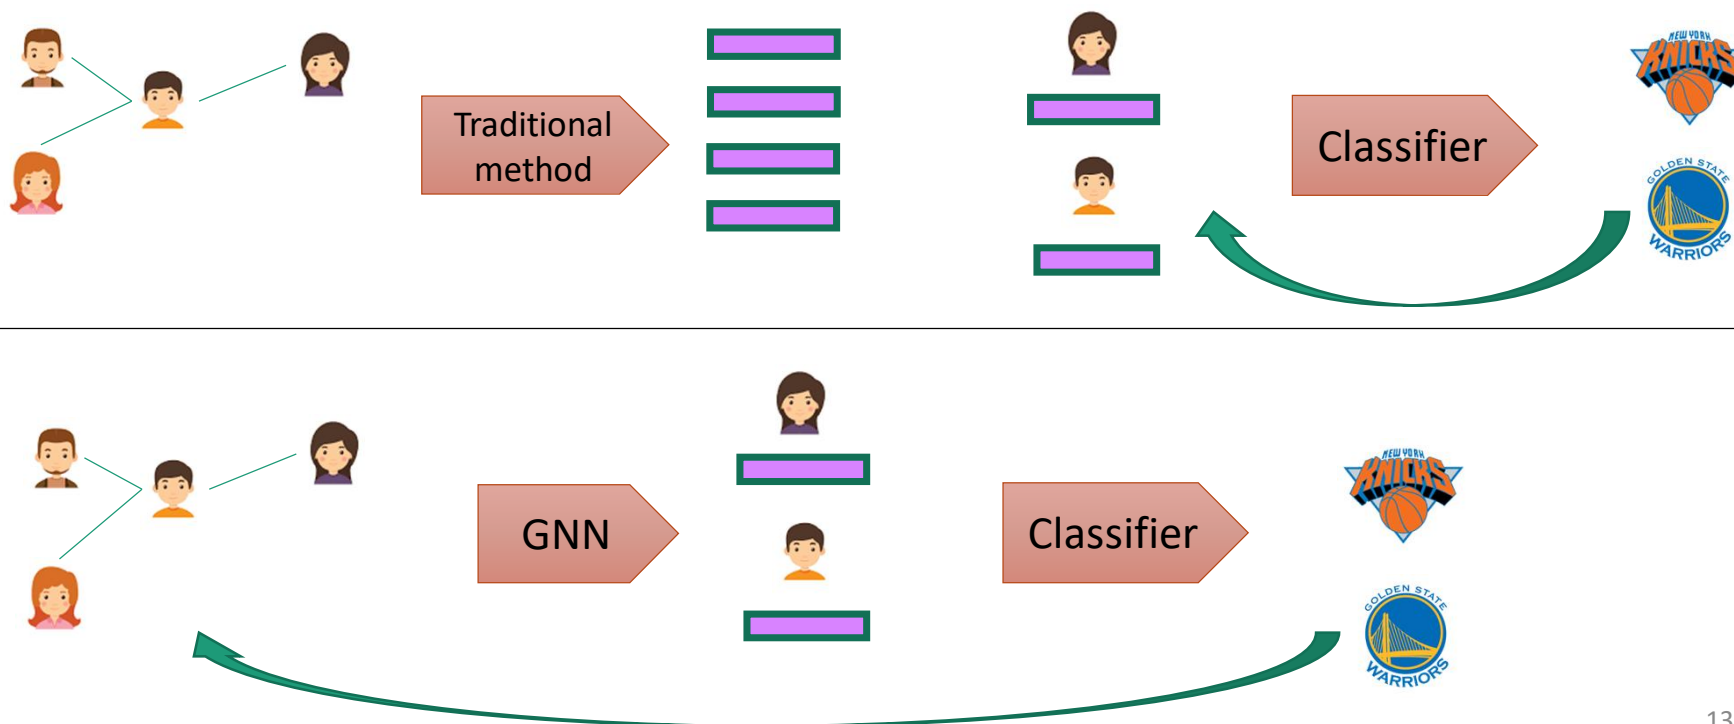 NEW YORK
KNICKS
Traditional
method
Classifier
GOLDEN STATE
WARRIORS
NEW YORK
KNICKS
GNN
Classifier
GOLDEN STATE
WARRIORS
13